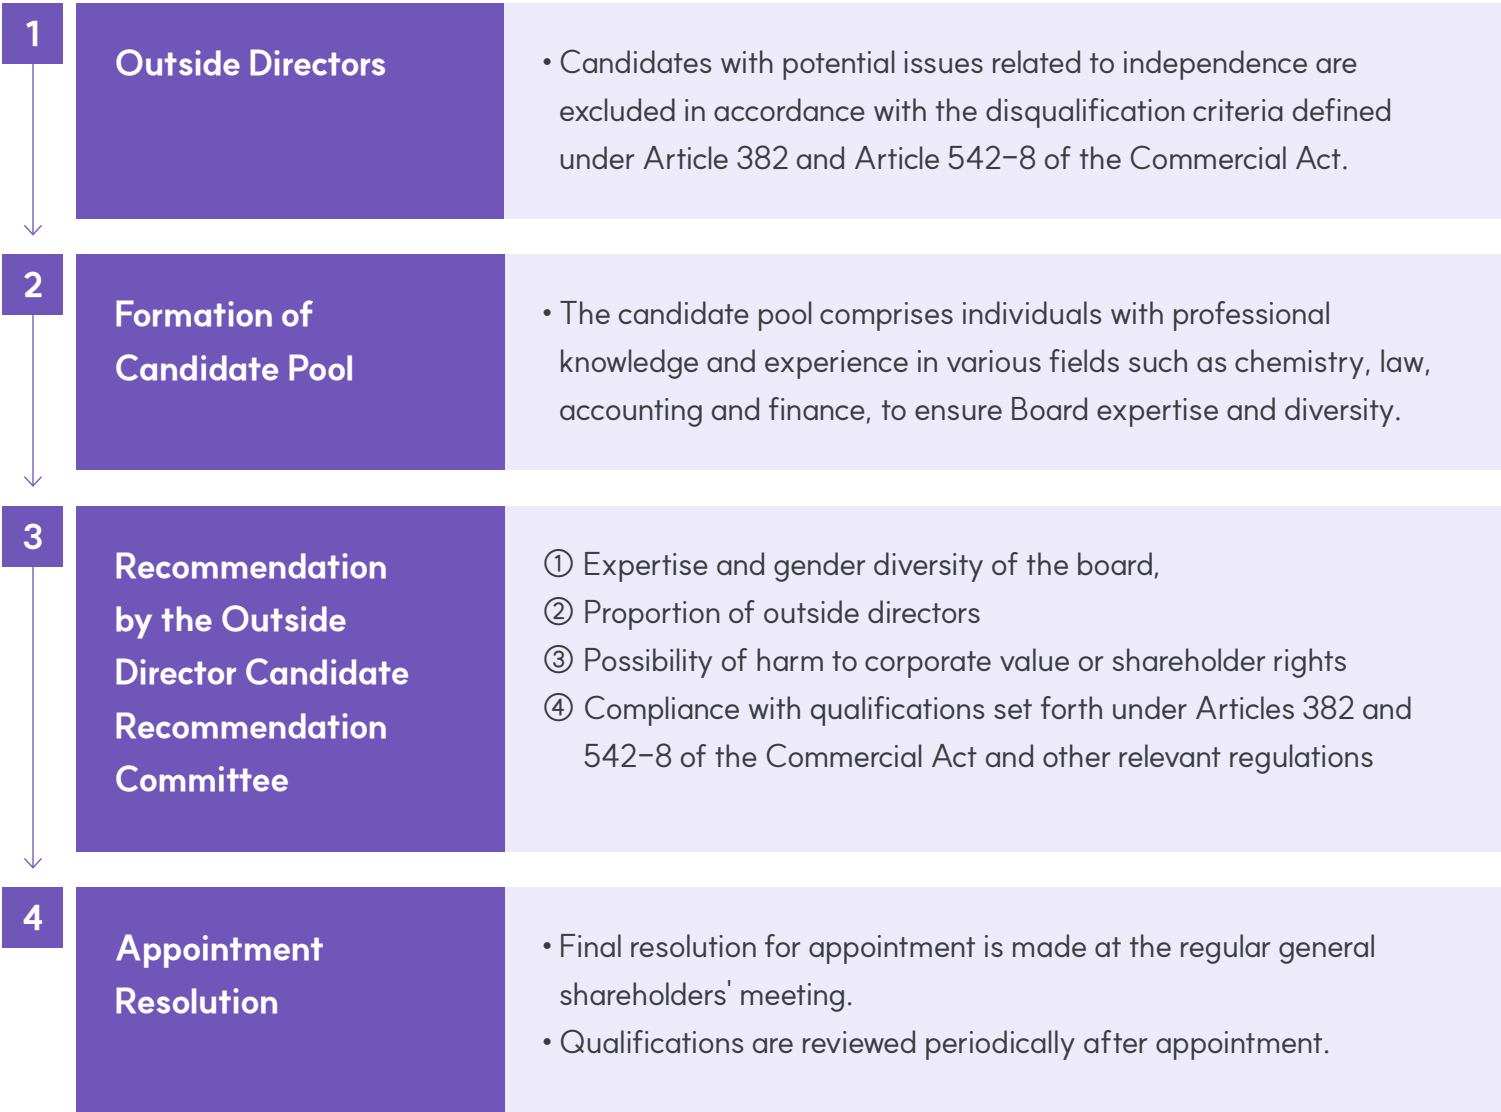 1
Outside Directors
• Candidates with potential issues related to independence are
excluded in accordance with the disqualification criteria defined
under Article 382 and Article 542-8 of the Commercial Act.
2
Formation of
Candidate Pool
• The candidate pool comprises individuals with professional
knowledge and experience in various fields such as chemistry, law,
accounting and finance, to ensure Board expertise and diversity.
3
Recommendation
by the Outside
Director Candidate
Recommendation
Committee
① Expertise and gender diversity of the board,
② Proportion of outside directors
③ Possibility of harm to corporate value or shareholder rights
④ Compliance with qualifications set forth under Articles 382 and
542-8 of the Commercial Act and other relevant regulations
4
Appointment
Resolution
• Final resolution for appointment is made at the regular general
shareholders' meeting.
• Qualifications are reviewed periodically after appointment.